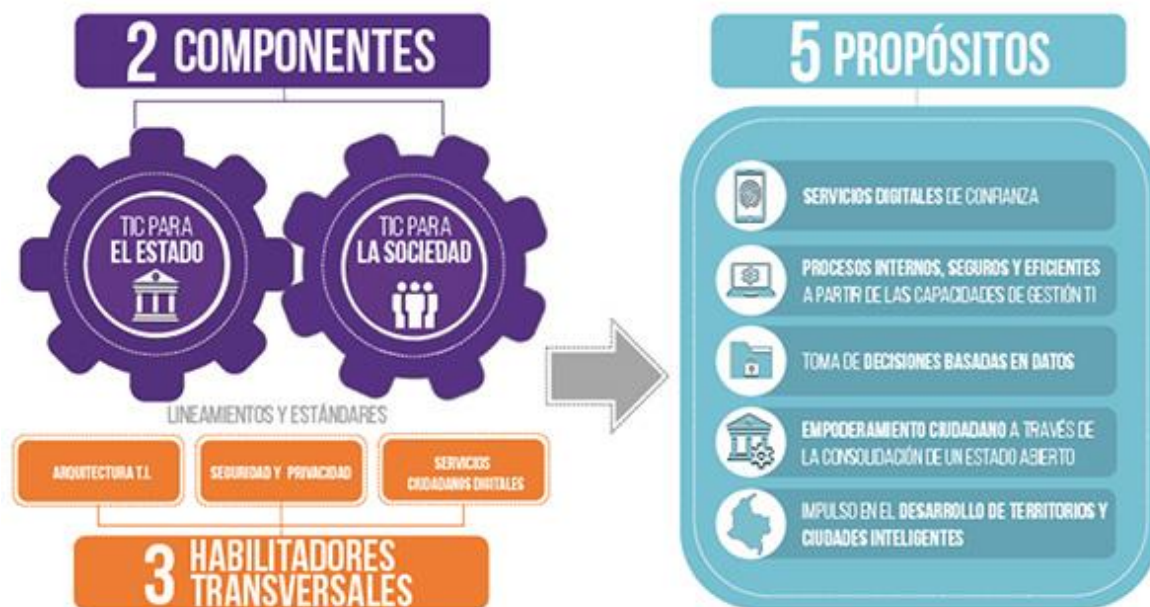 2 COMPONENTES
TIC PARA
EL ESTADO
TIC PARA
LA SOCIEDAD
LINEAMIENTOS Y ESTÁNDARES
ARQUITECTURA T.I.
SEGURIDAD Y PRIVACIDAD
SERVICIOS
CIUDADANOS DIGITALES
3 HABILITADORES
TRANSVERSALES
5 PROPÓSITOS
SERVICIOS DIGITALES DE CONFIANZA
PROCESOS INTERNOS, SEGUROS Y EFICIENTES
A PARTIR DE LAS CAPACIDADES DE GESTIÓN TI
TOMA DE DECISIONES BASADAS EN DATOS
EMPODERAMIENTO CIUDADANO A TRAVÉS DE
LA CONSOLIDACIÓN DE UN ESTADO ABIERTO
IMPULSO EN EL DESARROLLO DE TERRITORIOS Y
CIUDADES INTELIGENTES